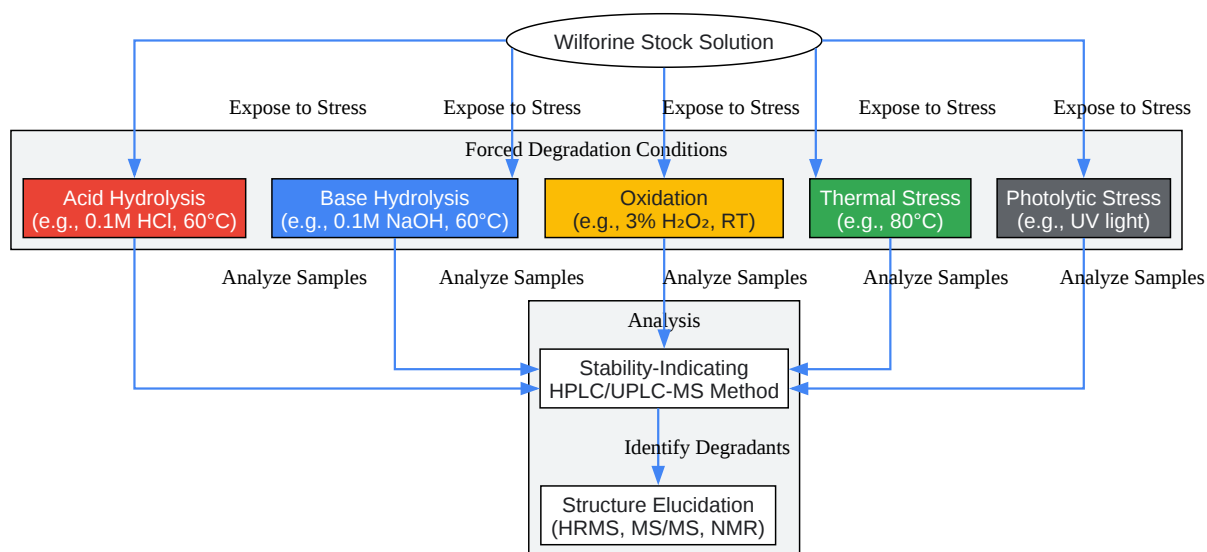 Wilforine Stock Solution
Expose to Stress
Expose to Stress
Expose to Stress
Expose to Stress
Expose to Stress
Forced Degradation Conditions
Acid Hydrolysis
(e.g., 0.1M HCl, 60°C)
Base Hydrolysis
(e.g., 0.1M NaOH, 60°C)
Oxidation
(e.g., 3% H₂O₂, RT)
Thermal Stress
(e.g., 80°C)
Photolytic Stress
(e.g., UV light)
Analyze Samples
Analyze Samples
Analyze Samples
Analyze Samples
Analyze Samples
Analysis
Stability-Indicating
HPLC/UPLC-MS Method
Identify Degradants
Structure Elucidation
(HRMS, MS/MS, NMR)